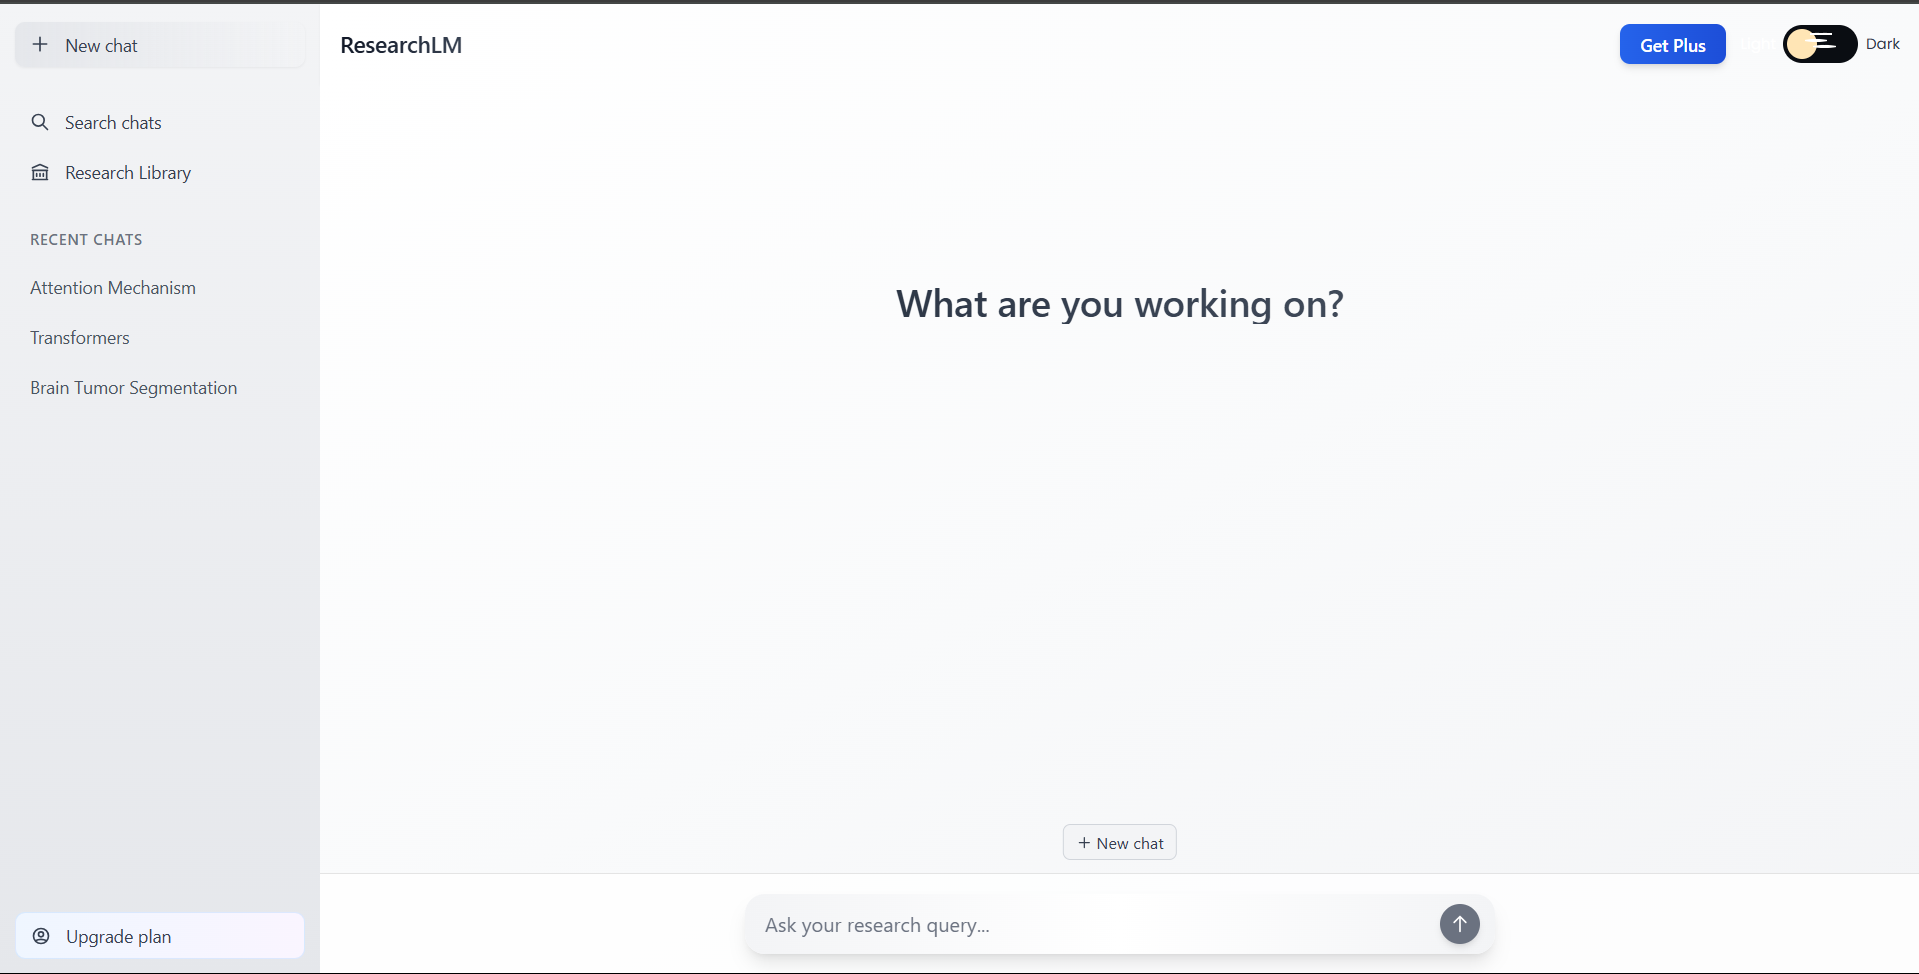 New chat
Search chats
Research Library
RECENT CHATS
Attention Mechanism
Transformers
Brain Tumor Segmentation
Upgrade plan
ResearchLM
Get Plus
Dark
What are you working on?
+ New chat
Ask your research query...